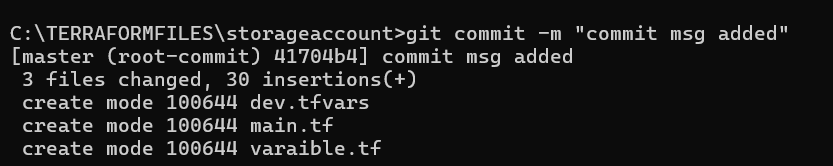 C:\TERRAFORMFILES\storageaccount>git commit -m "commit msg added"
[master (root-commit) 41704b4] commit msg added
3 files changed, 30 insertions(+)
create mode 100644 dev.tfvars
create mode 100644 main.tf
create mode 100644 varaible.tf